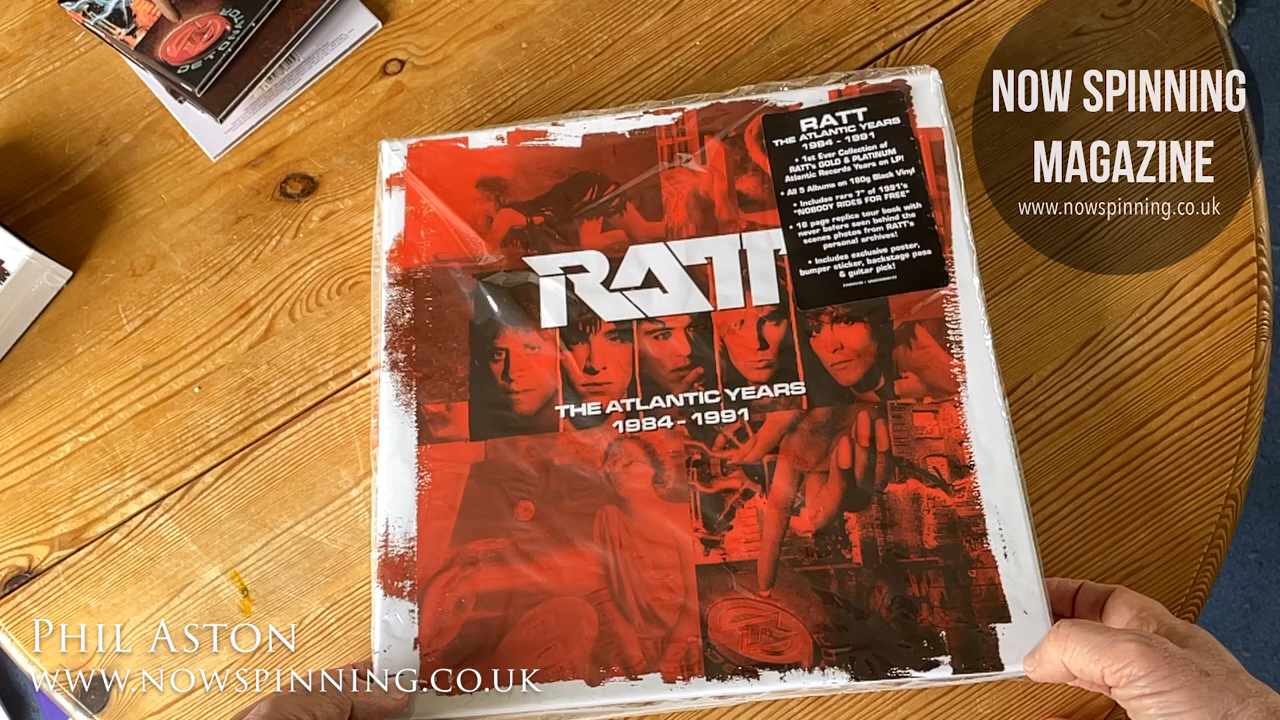 DETONATOR
NOW SPINNING
MAGAZINE
www.nowspinning.co.uk
RATT
THE ATLANTIC YEARS
1984 - 1991
• 1st Ever Collection of
RATT's GOLD & PLATINUM
Atlantic Records Years on LP!
• All 5 Albums on 180g Black Vinyl
• Includes rare 7" of 1991's
"NOBODY RIDES FOR FREE"
• 16 page replica tour book with
never before seen behind the
scenes photos from RATT's
personal archives!
• Includes exclusive poster,
bumper sticker, backstage pass
& guitar pick!
RATT
THE ATLANTIC YEARS
1984 - 1991
PHIL ASTON
WWW.NOWSPINNING.CO.UK